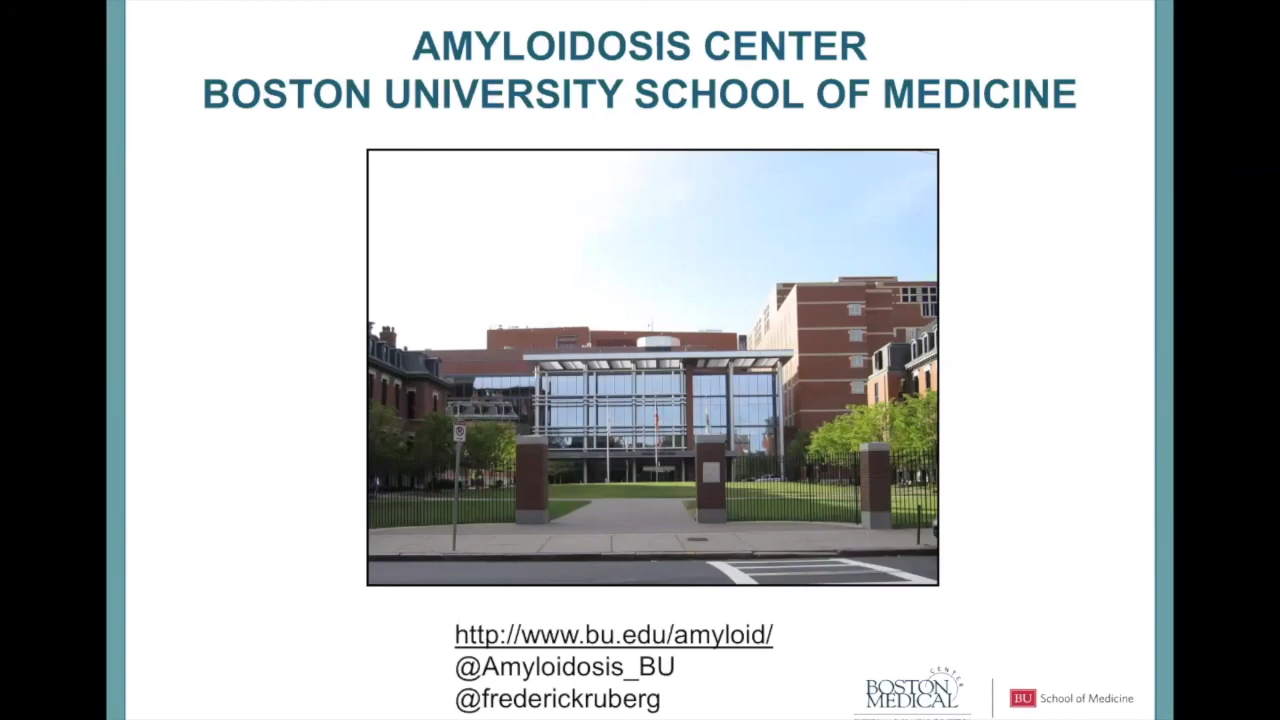 AMYLOIDOSIS CENTER
BOSTON UNIVERSITY SCHOOL OF MEDICINE
http://www.bu.edu/amyloid/
@Amyloidosis_BU
@frederickruberg
BOSTON
MEDICAL
CENTER
BU School of Medicine